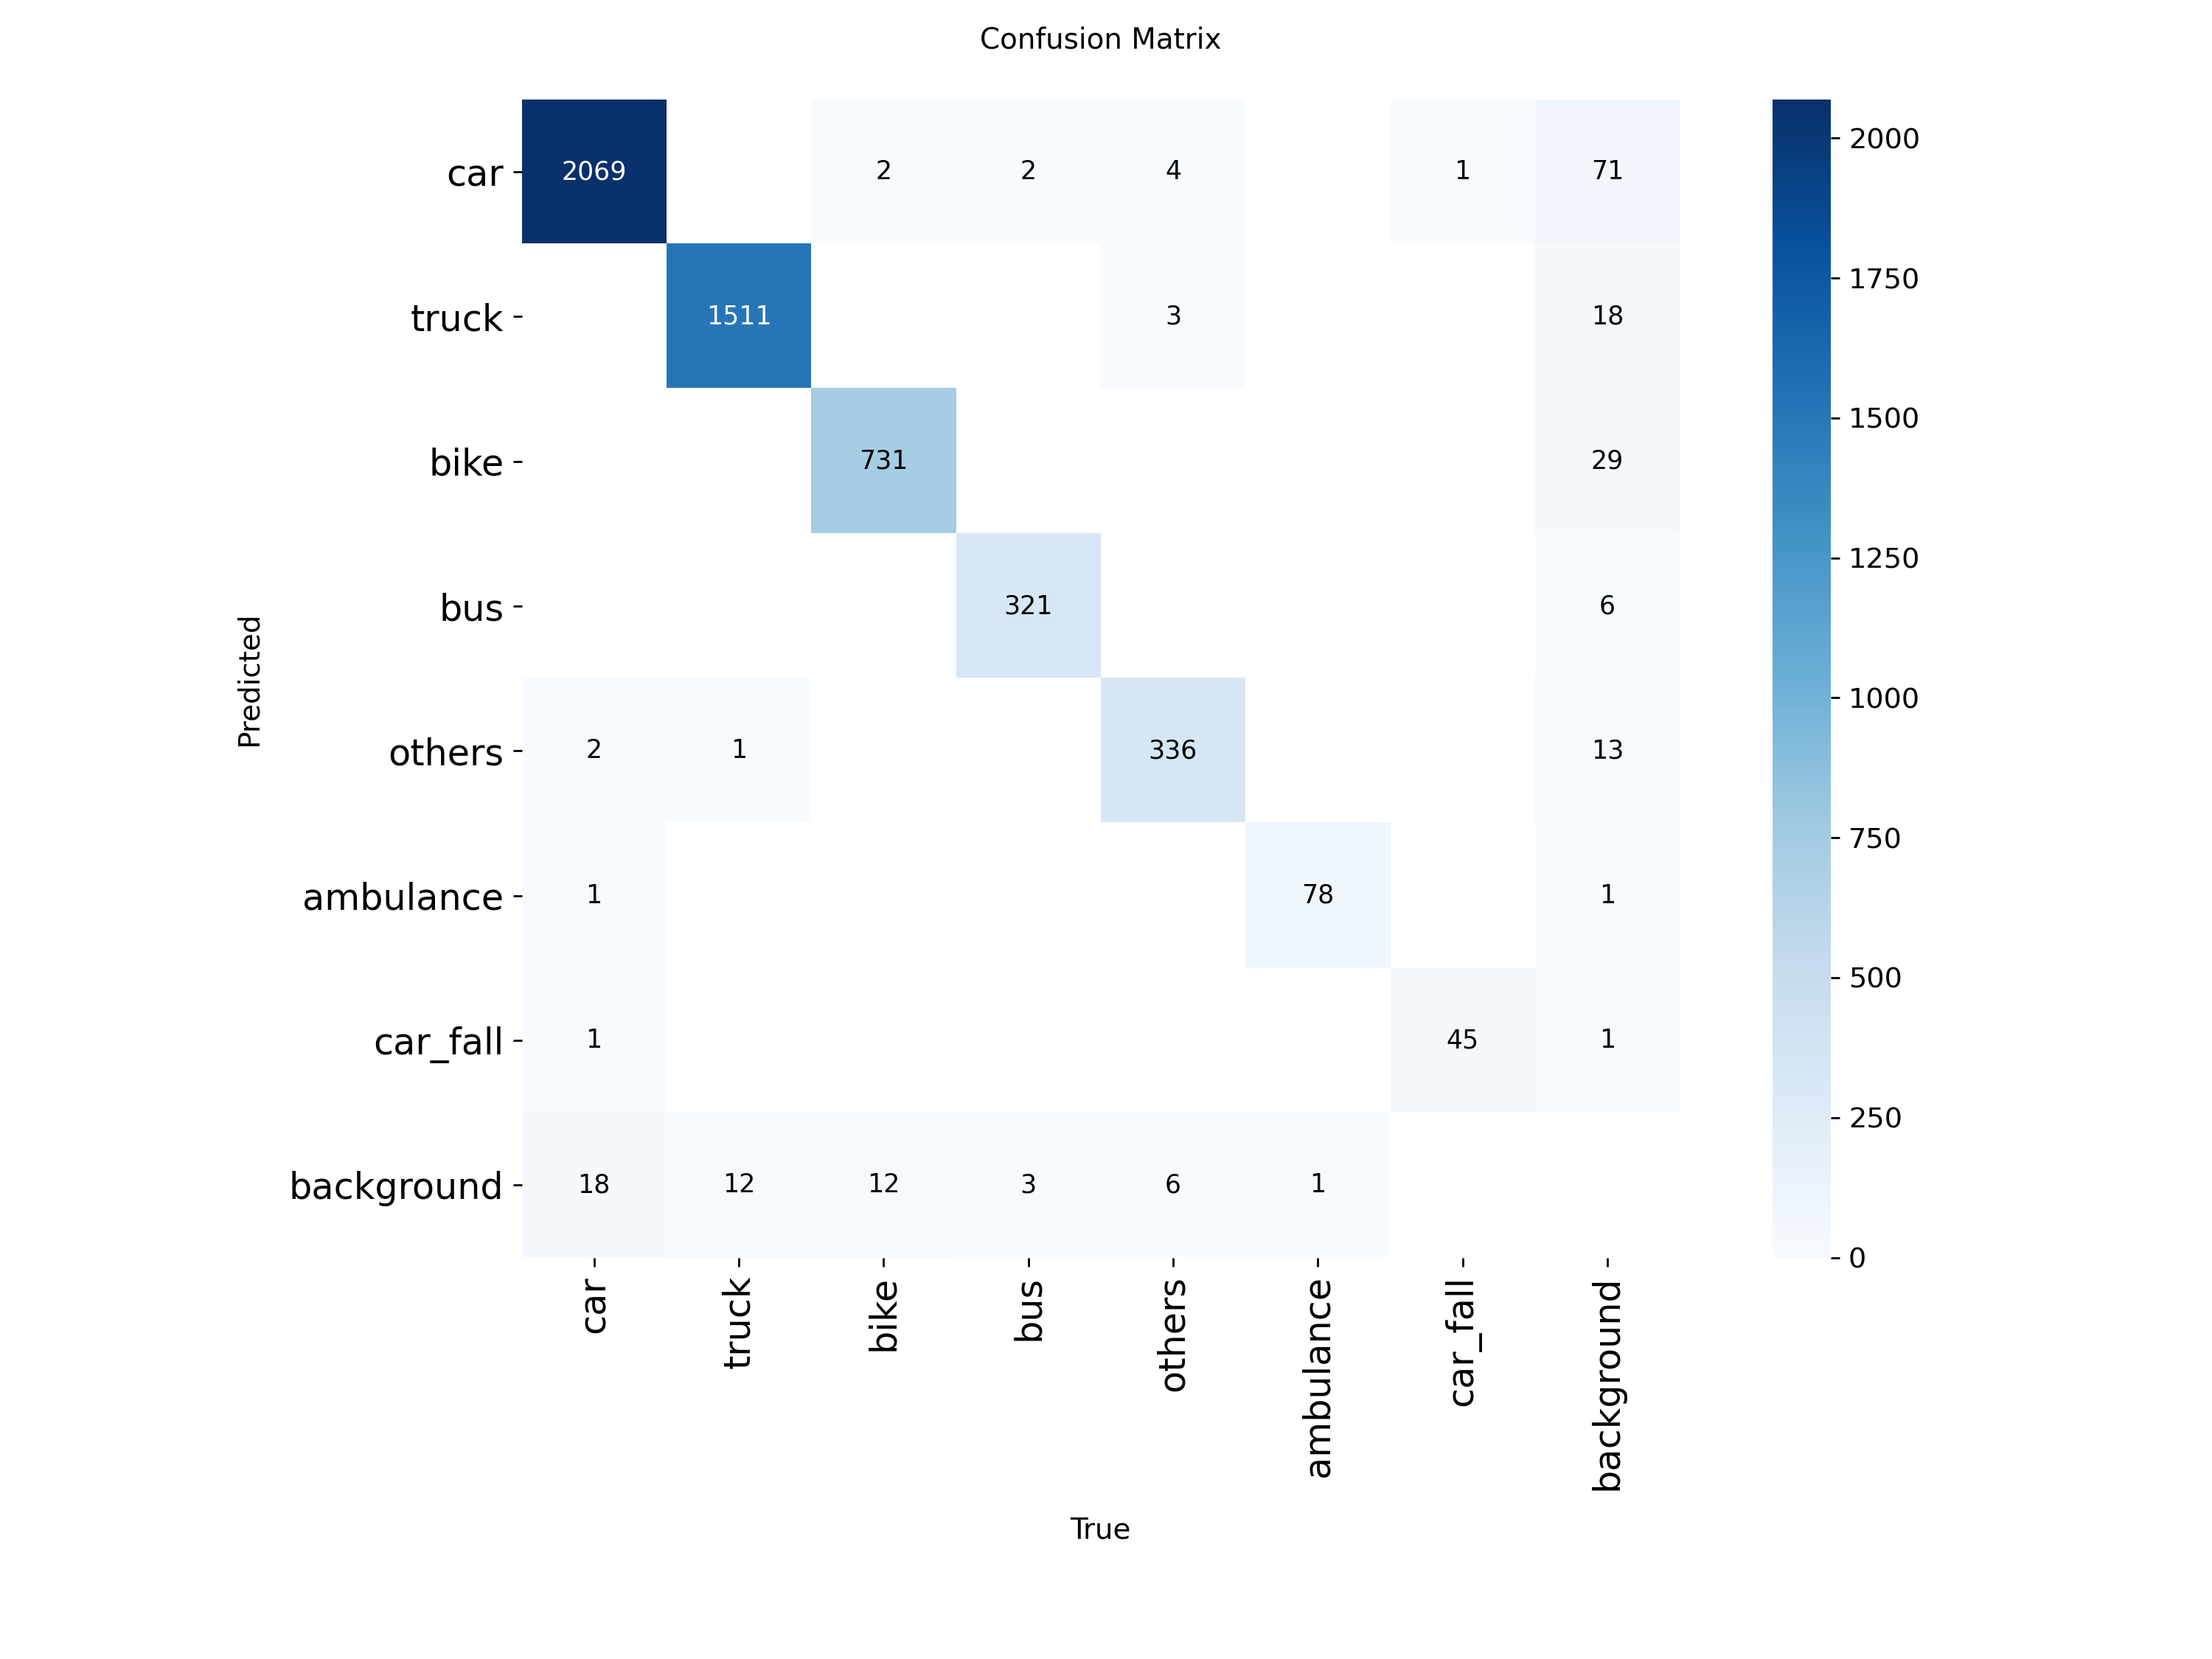 Confusion Matrix
car 2069 2 2 4 1 71
truck 1511 3 18
bike 731 29
bus 321 6
others 2 1 336 13
ambulance 1 78 1
car_fall 1 45 1
background 18 12 12 3 6 1
car truck bike bus others ambulance car_fall background
True
Predicted
2000
1750
1500
1250
1000
750
500
250
0